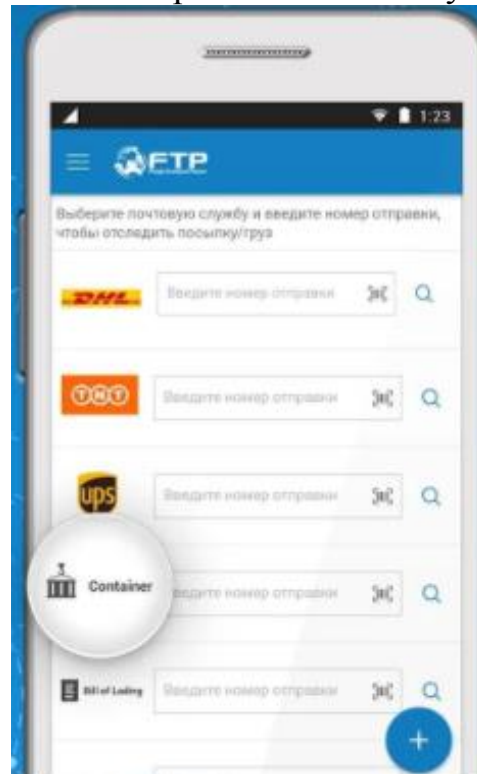 1:23
FTP
Выберите почтовую службу и введите номер отправки,
чтобы отследить посылку/груз
DHL
Введите номер отправки
TNT
Введите номер отправки
ups
Введите номер отправки
Container
Введите номер отправки
Bill of Lading
Введите номер отправки
+